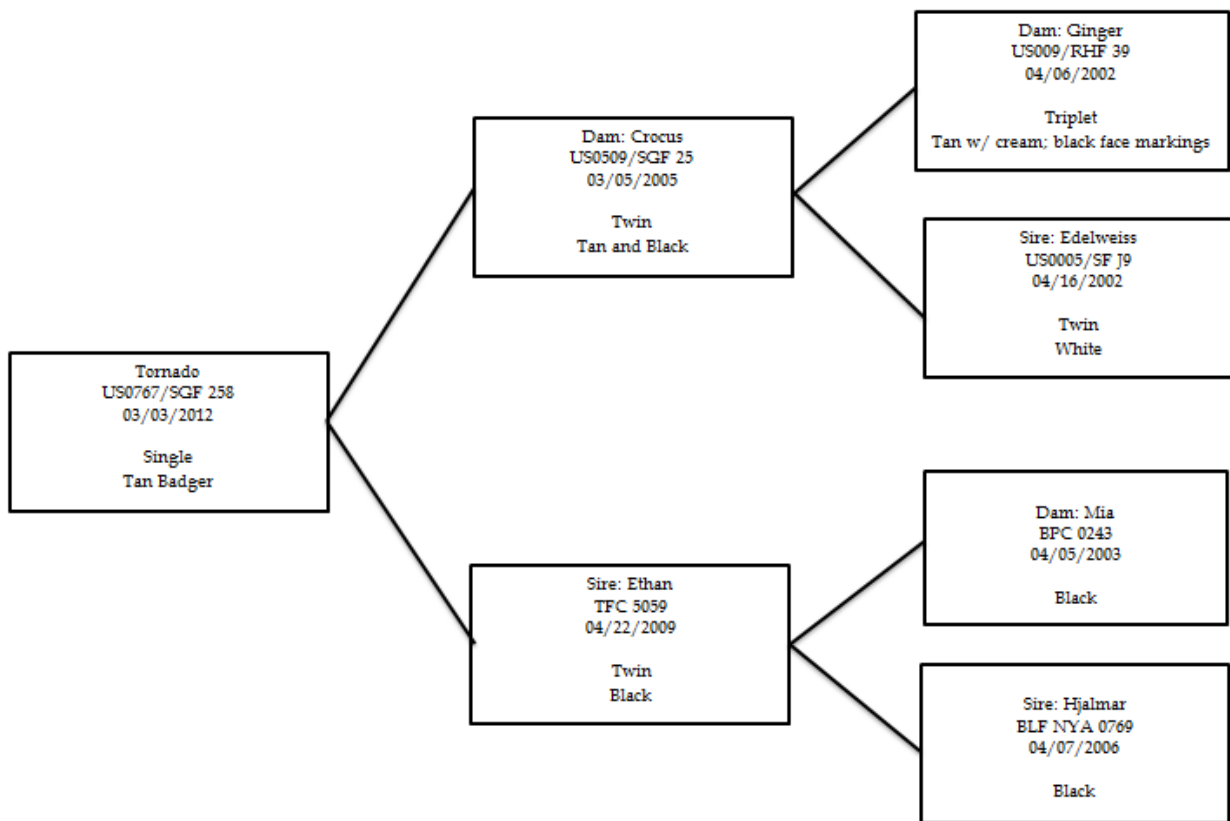 Dam: Ginger
US009/RHF 39
04/06/2002
Triplet
Tan w/ cream; black face markings
Dam: Crocus
US0509/SGF 25
03/05/2005
Twin
Tan and Black
Sire: Edelweiss
US0005/SF J9
04/16/2002
Twin
White
Tornado
US0767/SGF 258
03/03/2012
Single
Tan Badger
Dam: Mia
BPC 0243
04/05/2003
Black
Sire: Ethan
TFC 5059
04/22/2009
Twin
Black
Sire: Hjalmar
BLF NYA 0769
04/07/2006
Black